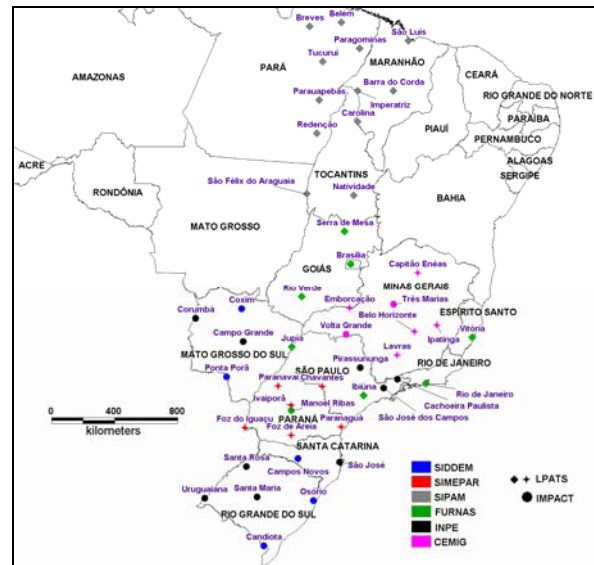 Breves
Belém
São Luis
Paragominas
MARANHÃO
Tucuruí
PARÁ
AMAZONAS
CEARÁ
Barra do Corda
RIO GRANDE DO NORTE
Parauapebas
Imperatriz
Carolina
PARAÍBA
Redenção
PIAUÍ
PERNAMBUCO
ACRE
ALAGOAS
TOCANTINS
SERGIPE
RONDÔNIA
São Félix do Araguaia
Natividade
BAHIA
MATO GROSSO
Serra de Mesa
Brasília
Capitão Enéas
GOIÁS
MINAS GERAIS
Rio Verde
Coxim
Emborcação
Três Marias
ESPÍRITO SANTO
Corumbá
Belo Horizonte
Vitória
Campo Grande
Volta Grande
Ipatinga
Jupiá
Lavras
MATO GROSSO DO SUL
Pirassununga
RIO DE JANEIRO
Ponta Porã
SÃO PAULO
Paranavaí
Chavantes
Ibiúna
Rio de Janeiro
Ivaiporã
Manoel Ribas
Cachoeira Paulista
Foz do Iguaçu
PARANÁ
Paranaguá
São José dos Campos
Foz de Areia
kilometers
0 200 400 600 800
SANTA CATARINA
Santa Rosa
São José
Campos Novos
Uruguaiana
Santa Maria
Osório
RIO GRANDE DO SUL
Candiota
SIDDEM
SIMEPAR
SIPAM
FURNAS
INPE
CEMIG
LPATS
IMPACT